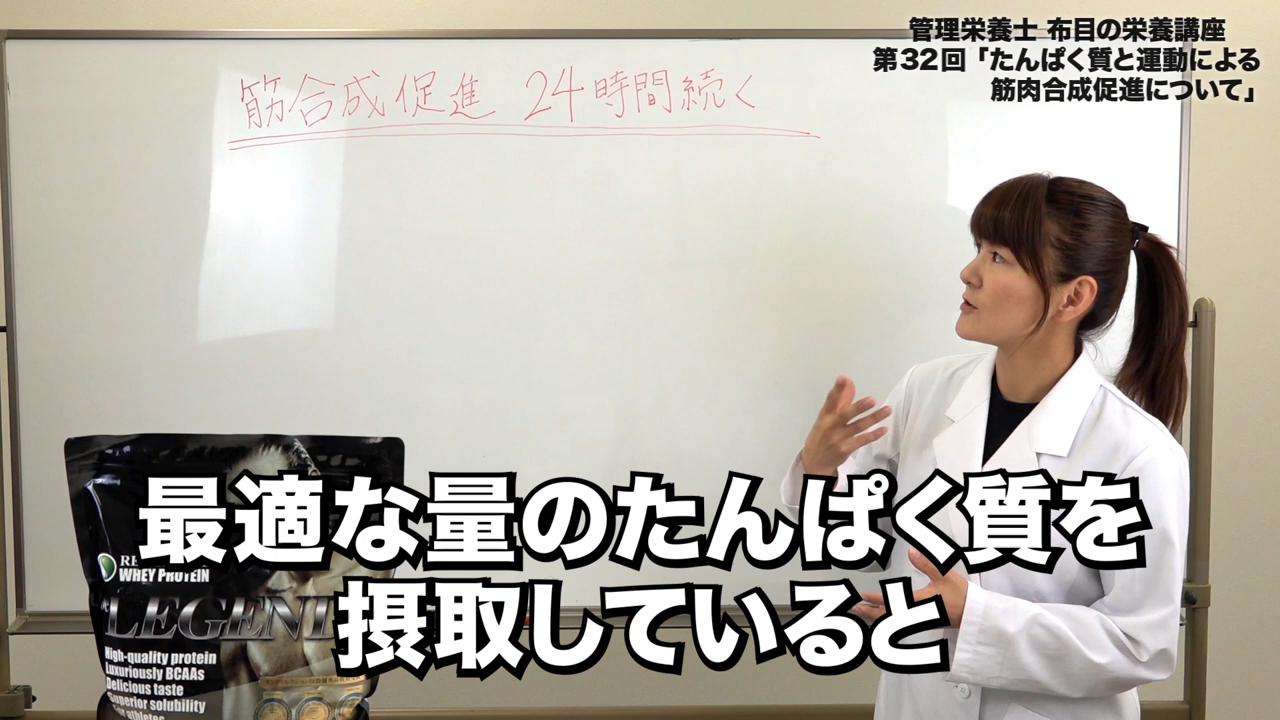 管理栄養士 布目の栄養講座
第32回 「たんぱく質と運動による
筋肉合成促進について」
筋合成促進 24時間続く
最適な量のたんぱく質を
摂取していると
WHEY PROTEIN
LEGEND
High-quality protein
Luxuriously BCAAs
Delicious taste
Superior solubility
for athletes